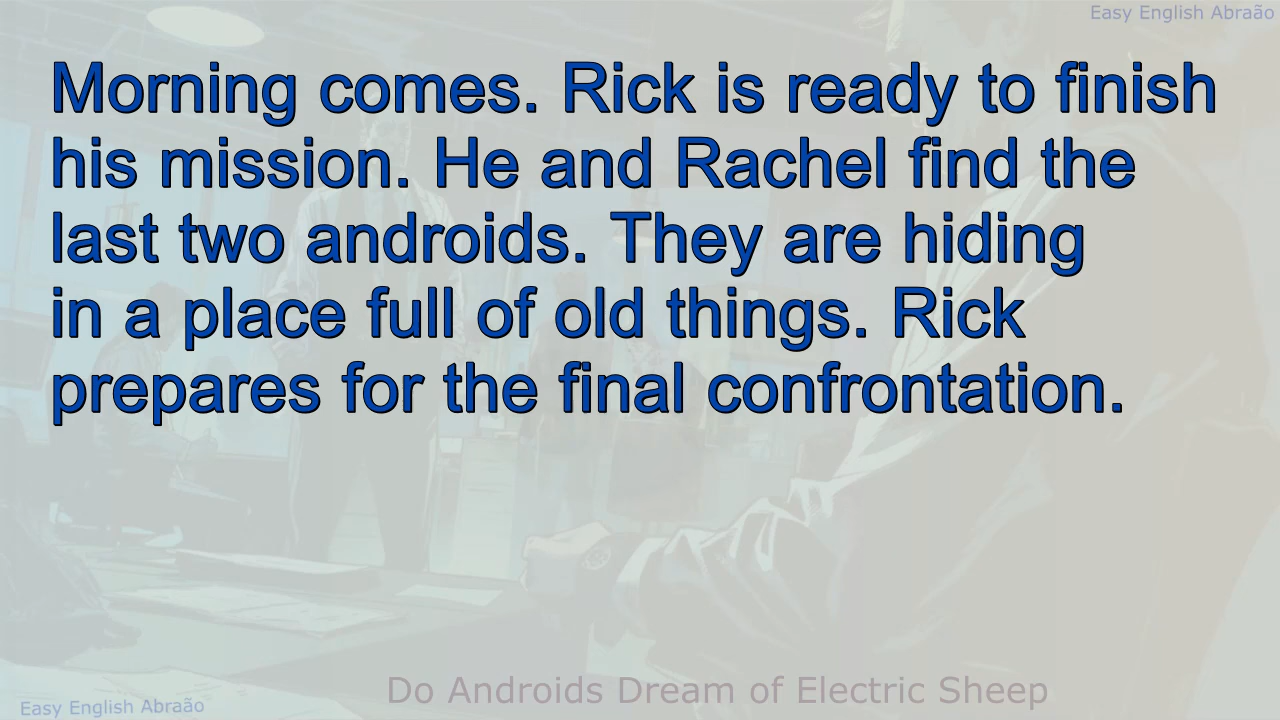 Easy English Abraão
Morning comes. Rick is ready to finish
his mission. He and Rachel find the
last two androids. They are hiding
in a place full of old things. Rick
prepares for the final confrontation.
Do Androids Dream of Electric Sheep
Easy English Abraão